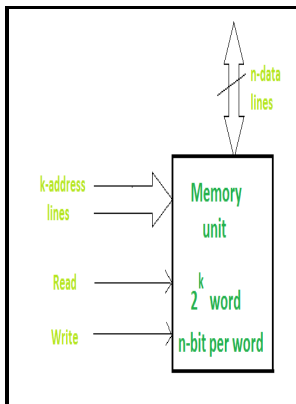 n-data
lines
k-address
lines
Memory
unit
Read
2^k word
Write
n-bit per word